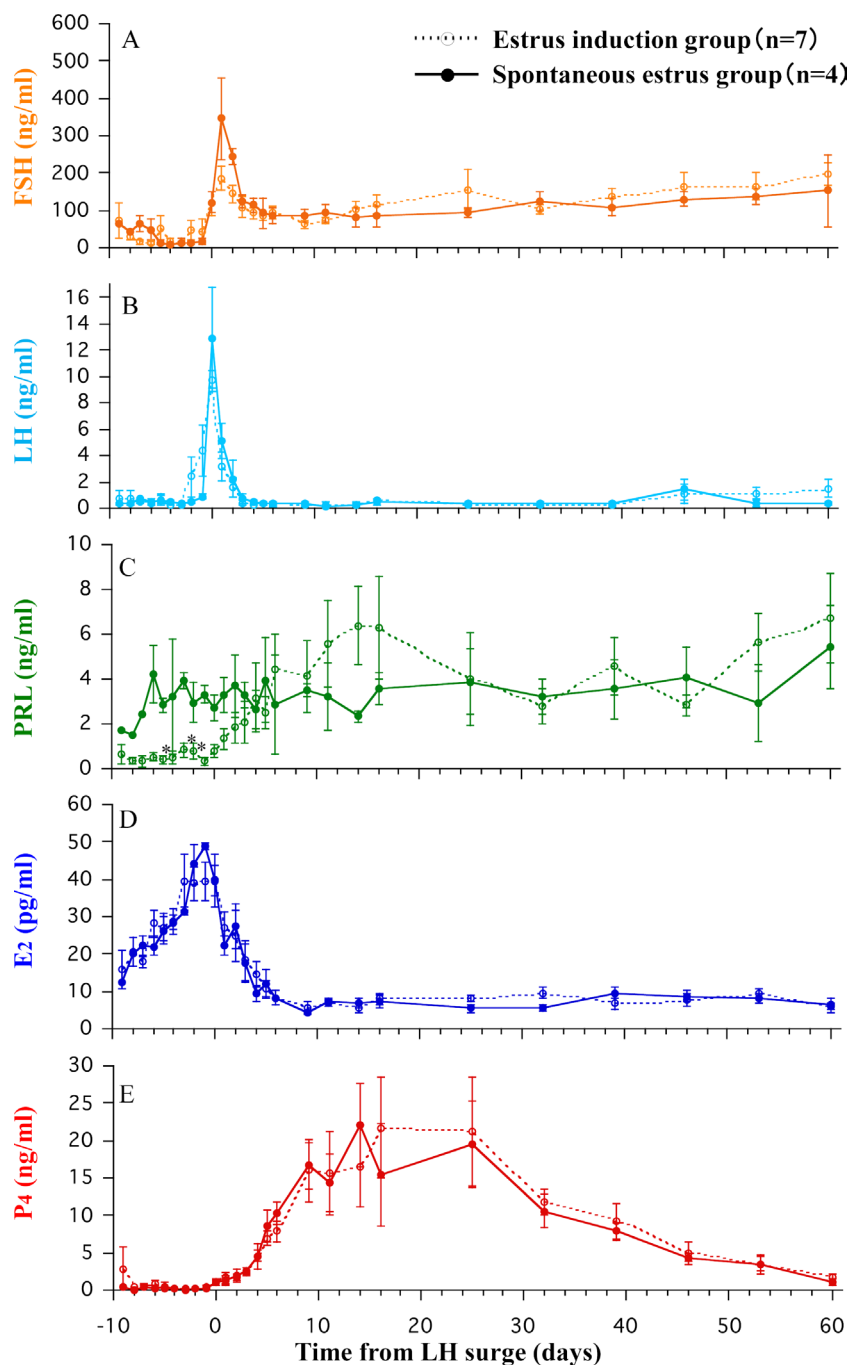 A
Estrus induction group(n=7)
Spontaneous estrus group(n=4)
FSH (ng/ml)
600
500
400
300
200
100
0
B
LH (ng/ml)
16
14
12
10
8
6
4
2
0
C
PRL (ng/ml)
10
8
6
4
2
0
* * *
D
E2 (pg/ml)
60
50
40
30
20
10
0
E
P4 (ng/ml)
30
25
20
15
10
5
0
-10 0 10 20 30 40 50 60
Time from LH surge (days)